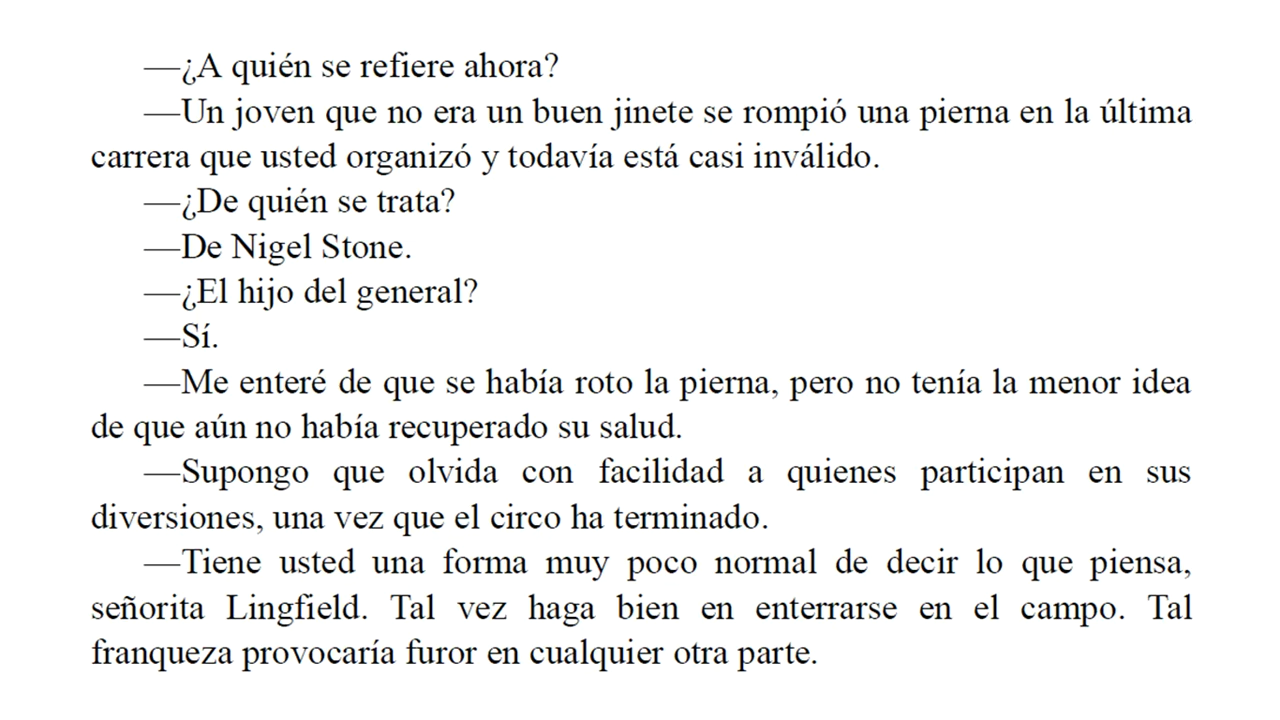 —¿A quién se refiere ahora?
—Un joven que no era un buen jinete se rompió una pierna en la última
carrera que usted organizó y todavía está casi inválido.
—¿De quién se trata?
—De Nigel Stone.
—¿El hijo del general?
—Sí.
—Me enteré de que se había roto la pierna, pero no tenía la menor idea
de que aún no había recuperado su salud.
—Supongo que olvida con facilidad a quienes participan en sus
diversiones, una vez que el circo ha terminado.
—Tiene usted una forma muy poco normal de decir lo que piensa,
señorita Lingfield. Tal vez haga bien en enterrarse en el campo. Tal
franqueza provocaría furor en cualquier otra parte.